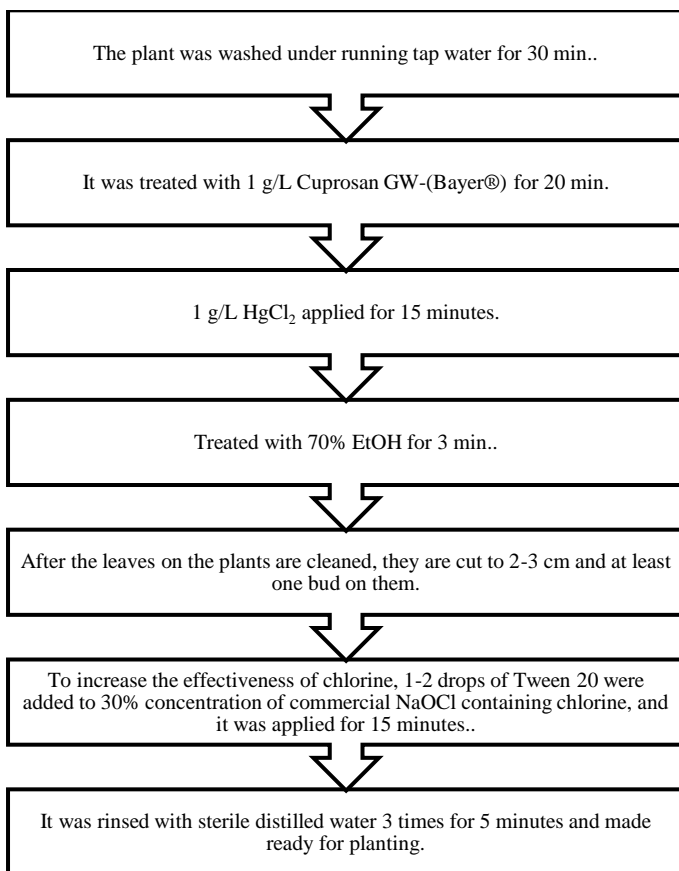 The plant was washed under running tap water for 30 min..
It was treated with 1 g/L Cuprosan GW-(Bayer®) for 20 min.
1 g/L HgCl₂ applied for 15 minutes.
Treated with 70% EtOH for 3 min..
After the leaves on the plants are cleaned, they are cut to 2-3 cm and at least
one bud on them.
To increase the effectiveness of chlorine, 1-2 drops of Tween 20 were
added to 30% concentration of commercial NaOCl containing chlorine, and
it was applied for 15 minutes..
It was rinsed with sterile distilled water 3 times for 5 minutes and made
ready for planting.